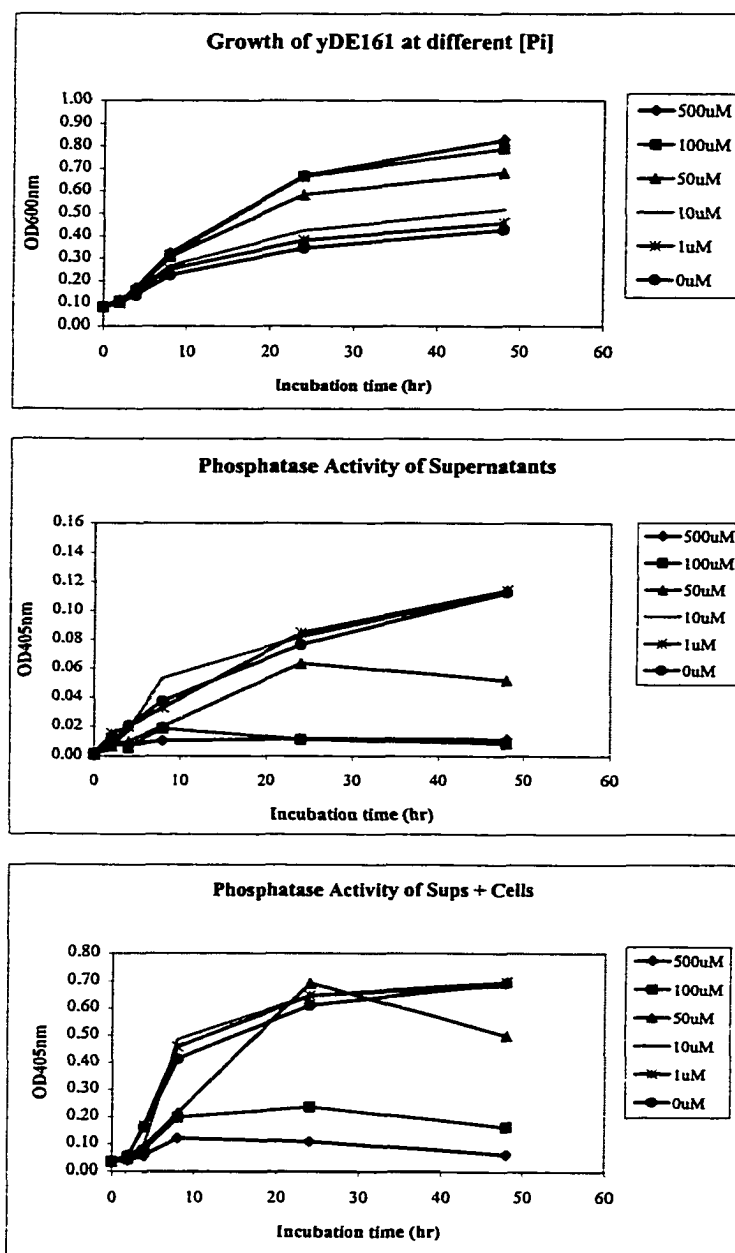 Growth of yDE161 at different [Pi]
1.00
0.90
0.80
0.70
0.60
0.50
0.40
0.30
0.20
0.10
0.00
OD600nm
0
10
20
30
40
50
60
Incubation time (hr)
500uM
100uM
50uM
10uM
1uM
0uM
Phosphatase Activity of Supernatants
0.16
0.14
0.12
0.10
0.08
0.06
0.04
0.02
0.00
OD405nm
0
10
20
30
40
50
60
Incubation time (hr)
500uM
100uM
50uM
10uM
1uM
0uM
Phosphatase Activity of Sups + Cells
0.80
0.70
0.60
0.50
0.40
0.30
0.20
0.10
0.00
OD405nm
0
10
20
30
40
50
60
Incubation time (hr)
500uM
100uM
50uM
10uM
1uM
0uM